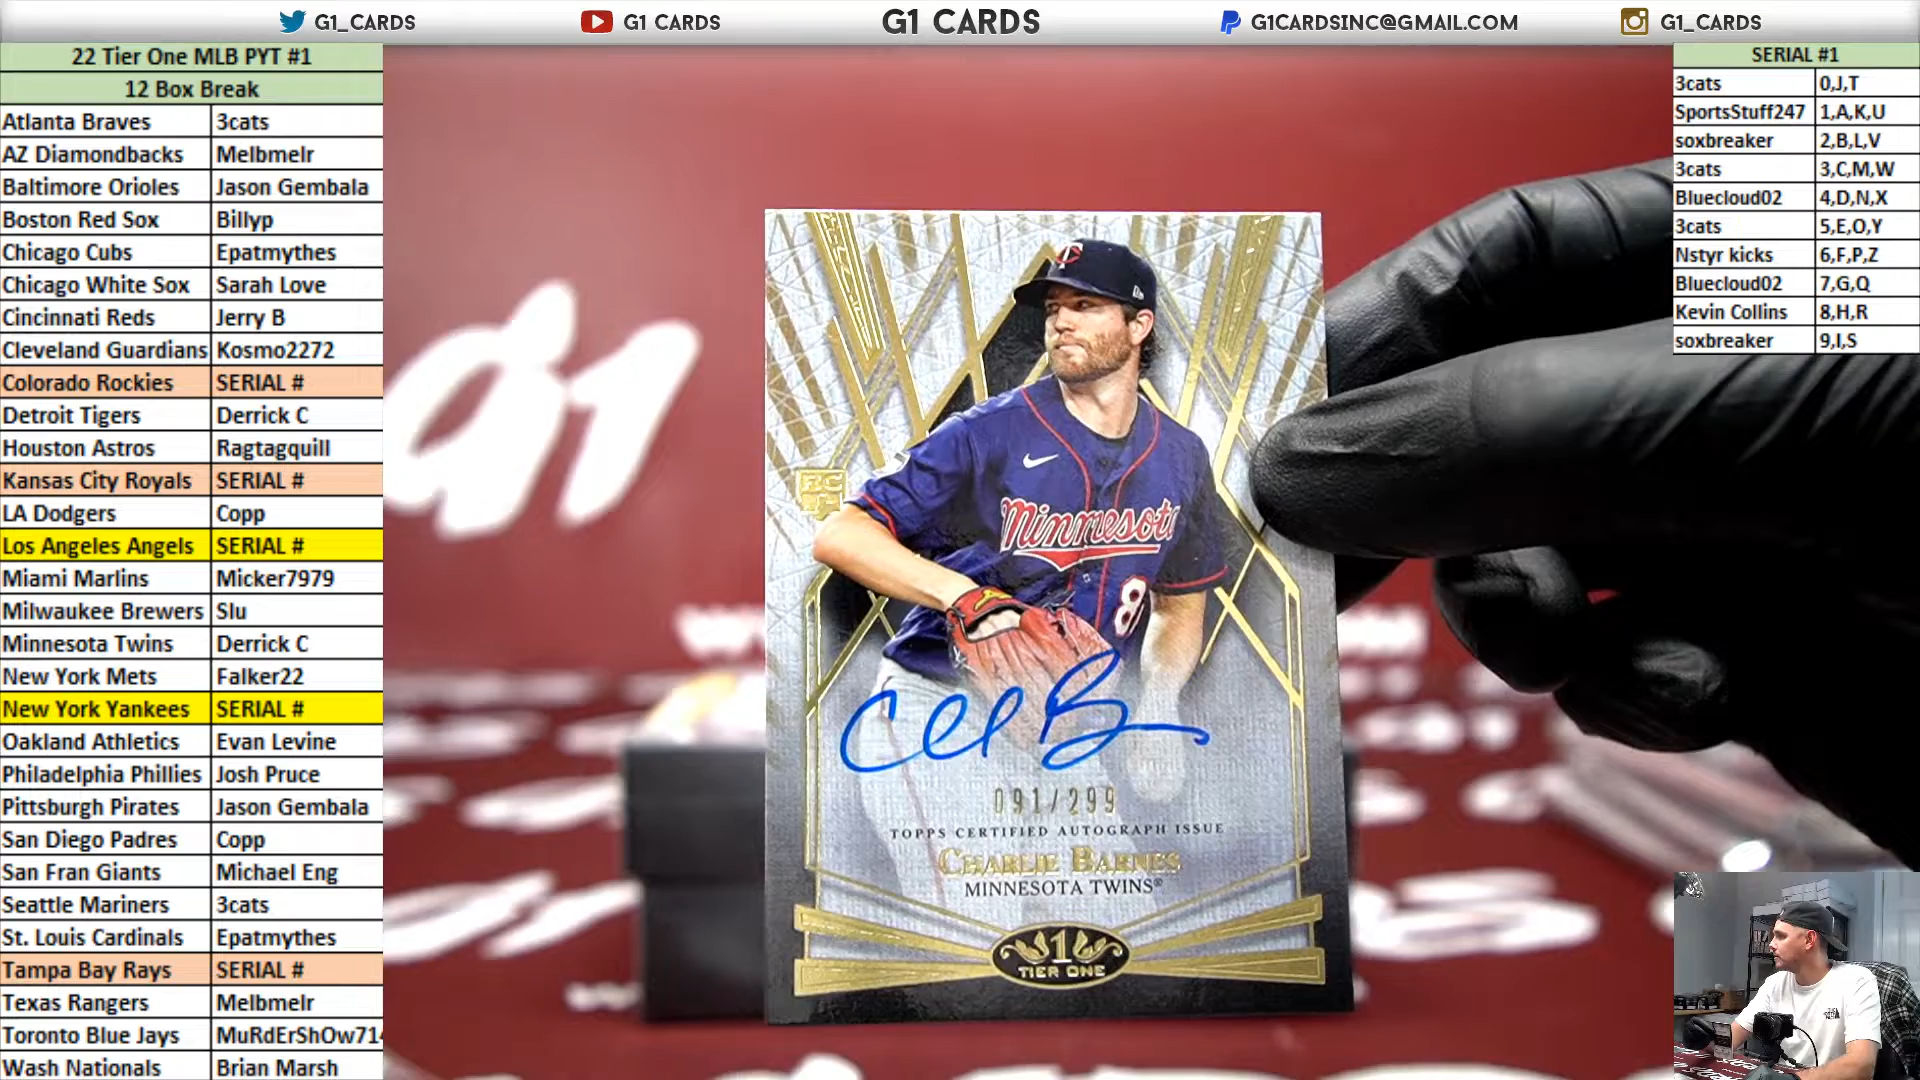 G1_CARDS
G1 CARDS
G1 CARDS
G1CARDSINC@GMAIL.COM
G1_CARDS
22 Tier One MLB PYT #1
12 Box Break
Atlanta Braves 3cats
AZ Diamondbacks Melbmelr
Baltimore Orioles Jason Gembala
Boston Red Sox Billyp
Chicago Cubs Epatmythes
Chicago White Sox Sarah Love
Cincinnati Reds Jerry B
Cleveland Guardians Kosmo2272
Colorado Rockies SERIAL #
Detroit Tigers Derrick C
Houston Astros Ragtagquill
Kansas City Royals SERIAL #
LA Dodgers Copp
Los Angeles Angels SERIAL #
Miami Marlins Micker7979
Milwaukee Brewers Slu
Minnesota Twins Derrick C
New York Mets Falker22
New York Yankees SERIAL #
Oakland Athletics Evan Levine
Philadelphia Phillies Josh Pruce
Pittsburgh Pirates Jason Gembala
San Diego Padres Copp
San Fran Giants Michael Eng
Seattle Mariners 3cats
St. Louis Cardinals Epatmythes
Tampa Bay Rays SERIAL #
Texas Rangers Melbmelr
Toronto Blue Jays MuRdErShOw714
Wash Nationals Brian Marsh
SERIAL #1
3cats 0,J,T
SportsStuff247 1,A,K,U
soxbreaker 2,B,L,V
3cats 3,C,M,W
Bluecloud02 4,D,N,X
3cats 5,E,O,Y
Nstyr kicks 6,F,P,Z
Bluecloud02 7,G,Q
Kevin Collins 8,H,R
soxbreaker 9,I,S
RC
Minnesota
8
091/299
TOPPS CERTIFIED AUTOGRAPH ISSUE
CHARLIE BARNES
MINNESOTA TWINS®
1
TIER ONE